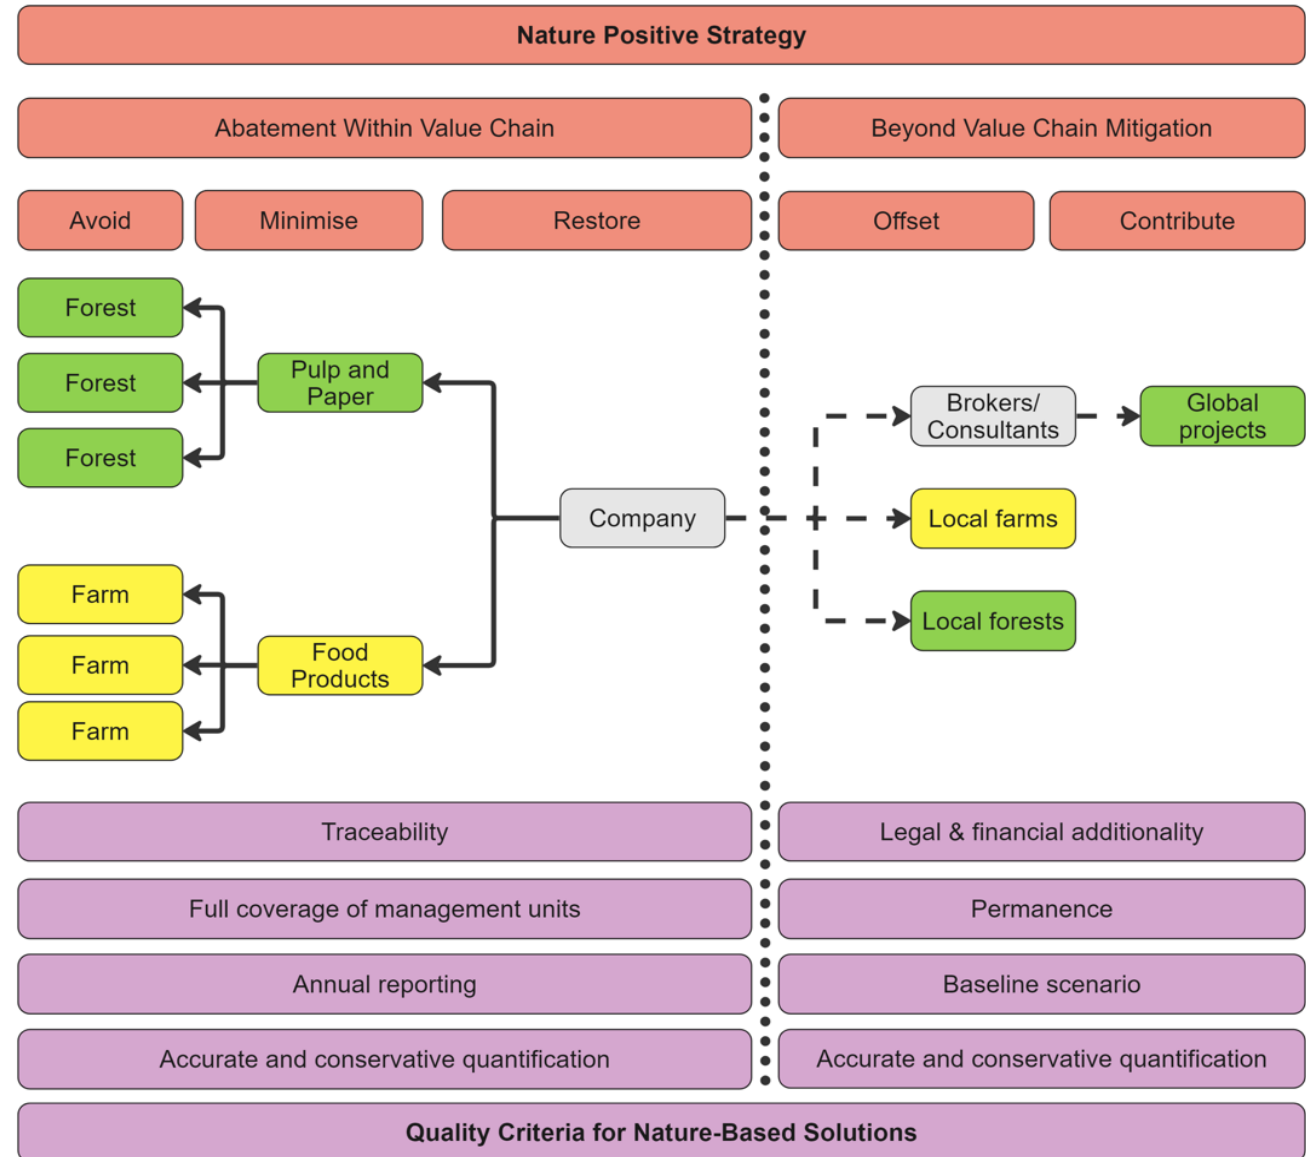 Nature Positive Strategy
Abatement Within Value Chain
Beyond Value Chain Mitigation
Avoid
Minimise
Restore
Offset
Contribute
Forest
Forest
Forest
Pulp and
Paper
Company
Farm
Farm
Farm
Food
Products
Brokers/
Consultants
Global
projects
Local farms
Local forests
Traceability
Legal & financial additionality
Full coverage of management units
Permanence
Annual reporting
Baseline scenario
Accurate and conservative quantification
Accurate and conservative quantification
Quality Criteria for Nature-Based Solutions